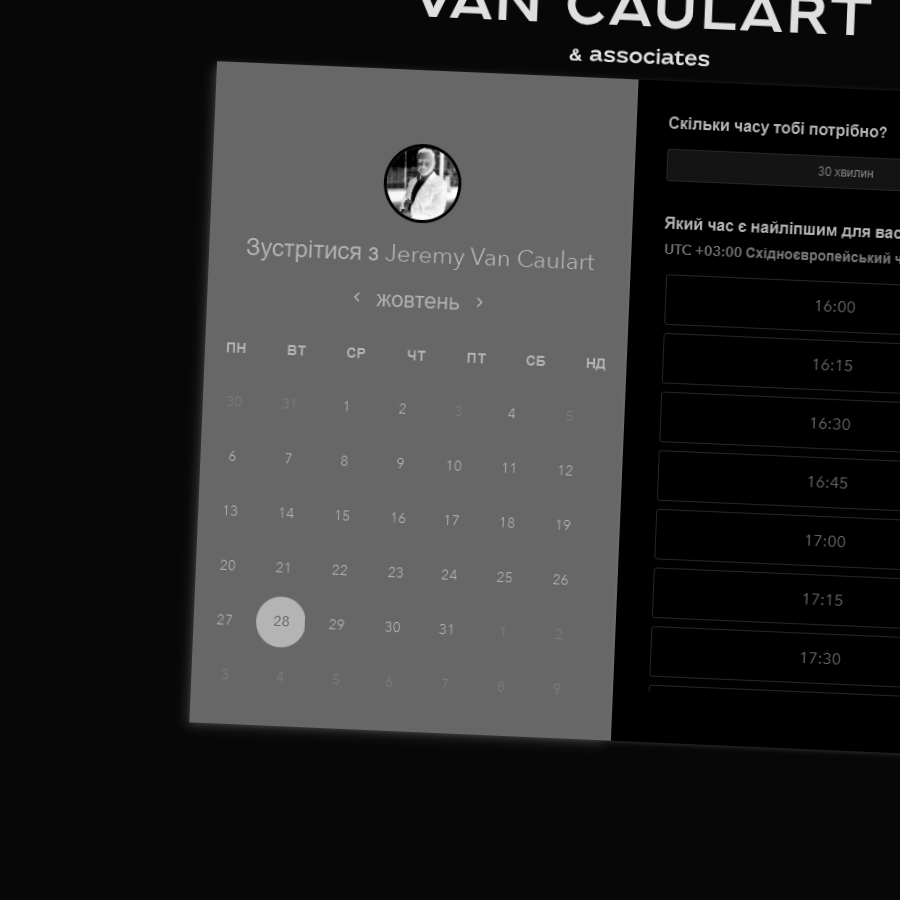 VAN CAULART
& associates
Зустрітися з Jeremy Van Caulart
‹ жовтень ›
ПН ВТ СР ЧТ ПТ СБ НД
30 31 1 2 3 4 5
6 7 8 9 10 11 12
13 14 15 16 17 18 19
20 21 22 23 24 25 26
27 28 29 30 31 1 2
3 4 5 6 7 8 9
Скільки часу тобі потрібно?
30 хвилин
Який час є найліпшим для вас
UTC +03:00 Східноєвропейський
16:00
16:15
16:30
16:45
17:00
17:15
17:30